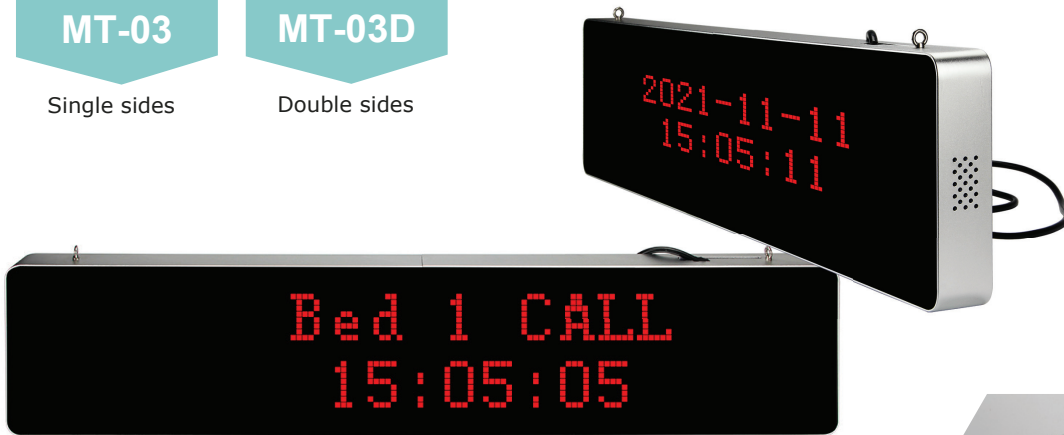 MT-03
Single sides
MT-03D
Double sides
2021-11-11
15:05:11
Bed 1 CALL
15:05:05